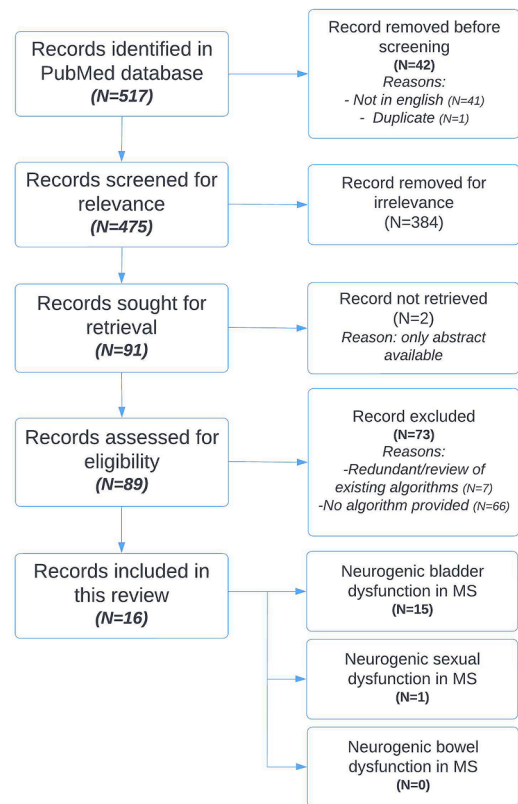 Records identified in
PubMed database
(N=517)
Record removed before
screening
(N=42)
Reasons:
- Not in english (N=41)
- Duplicate (N=1)
Records screened for
relevance
(N=475)
Record removed for
irrelevance
(N=384)
Records sought for
retrieval
(N=91)
Record not retrieved
(N=2)
Reason: only abstract
available
Records assessed for
eligibility
(N=89)
Record excluded
(N=73)
Reasons:
-Redundant/review of
existing algorithms (N=7)
-No algorithm provided (N=66)
Records included in
this review
(N=16)
Neurogenic bladder
dysfunction in MS
(N=15)
Neurogenic sexual
dysfunction in MS
(N=1)
Neurogenic bowel
dysfunction in MS
(N=0)